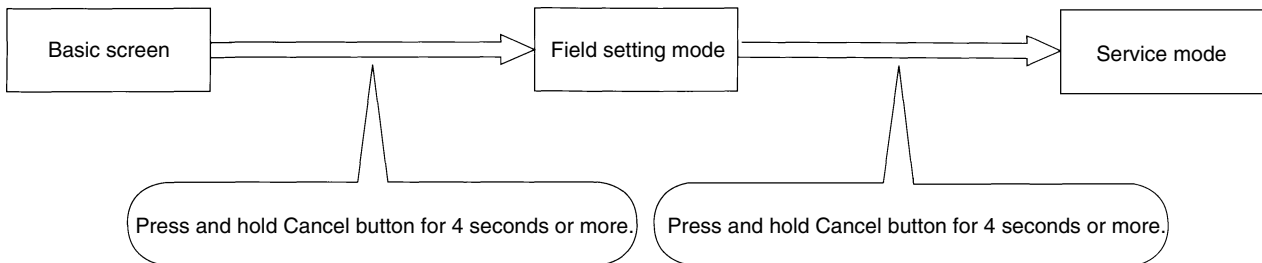 Basic screen
Field setting mode
Service mode
Press and hold Cancel button for 4 seconds or more.
Press and hold Cancel button for 4 seconds or more.